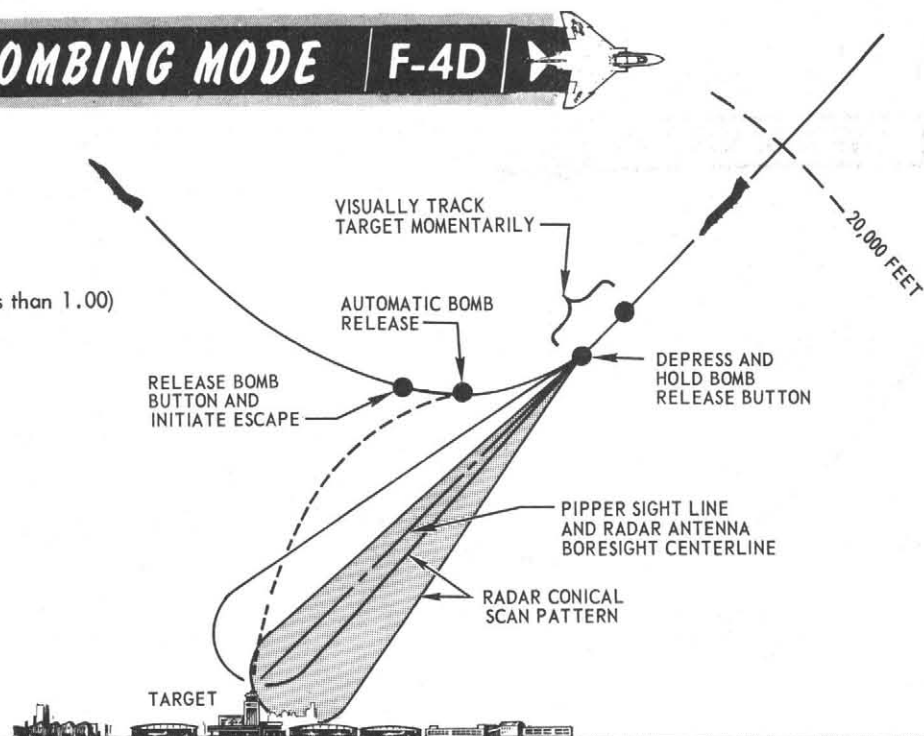 OMBING MODE F-4D
20,000 FEET
VISUALLY TRACK
TARGET MOMENTARILY
s than 1.00)
AUTOMATIC BOMB
RELEASE
RELEASE BOMB
BUTTON AND
INITIATE ESCAPE
DEPRESS AND
HOLD BOMB
RELEASE BUTTON
PIPPER SIGHT LINE
AND RADAR ANTENNA
BORESIGHT CENTERLINE
RADAR CONICAL
SCAN PATTERN
TARGET